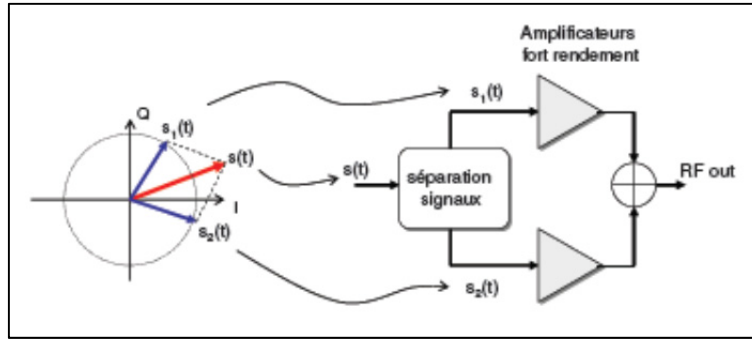 Amplificateurs
fort rendement
Q
s₁(t)
s(t)
I
s₂(t)
s₁(t)
s(t)
séparation
signaux
s₂(t)
RF out